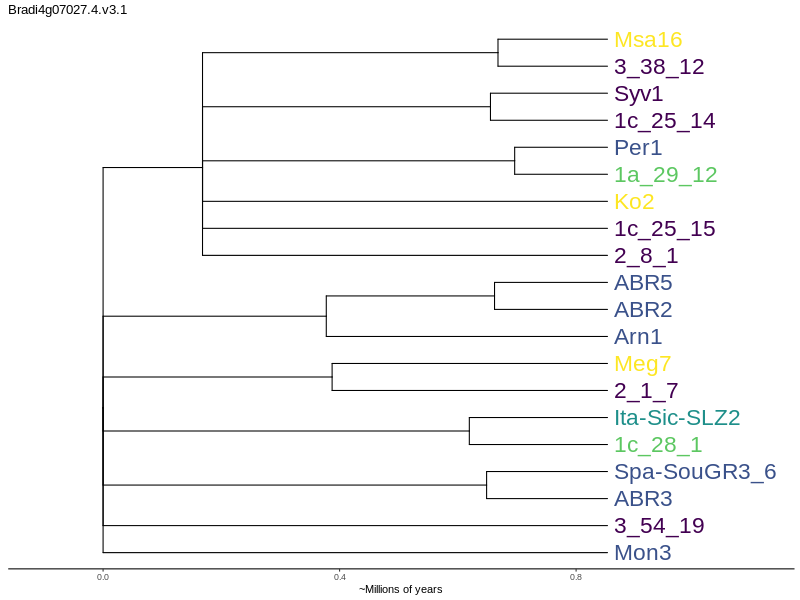 Bradi4g07027.4.v3.1
Msa16
3_38_12
Syv1
1c_25_14
Per1
1a_29_12
Ko2
1c_25_15
2_8_1
ABR5
ABR2
Arn1
Meg7
2_1_7
Ita-Sic-SLZ2
1c_28_1
Spa-SouGR3_6
ABR3
3_54_19
Mon3
0.0 0.4 0.8
~Millions of years